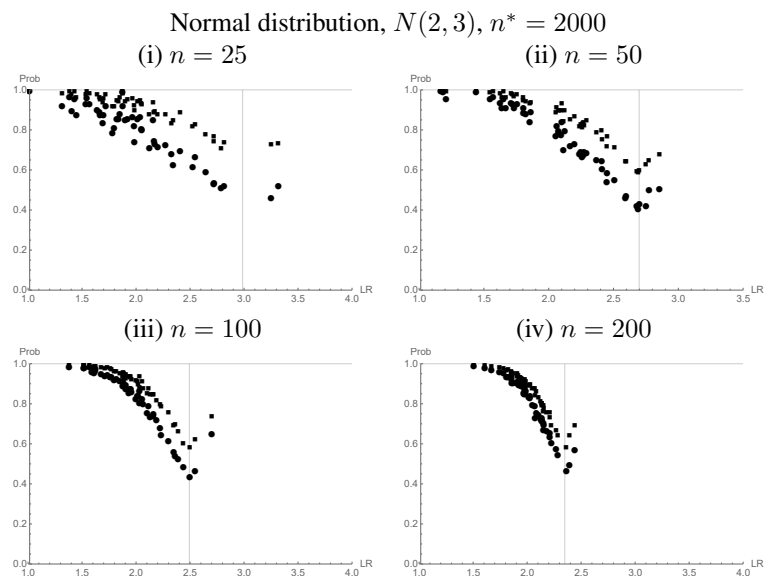 Normal distribution, N(2, 3), n* = 2000
(i) n = 25
(ii) n = 50
Prob
1.0
0.8
0.6
0.4
0.2
0.0
1.0 1.5 2.0 2.5 3.0 3.5 4.0 LR
Prob
1.0
0.8
0.6
0.4
0.2
0.0
1.0 1.5 2.0 2.5 3.0 3.5 LR
(iii) n = 100
(iv) n = 200
Prob
1.0
0.8
0.6
0.4
0.2
0.0
1.0 1.5 2.0 2.5 3.0 3.5 4.0 LR
Prob
1.0
0.8
0.6
0.4
0.2
0.0
1.0 1.5 2.0 2.5 3.0 3.5 4.0 LR